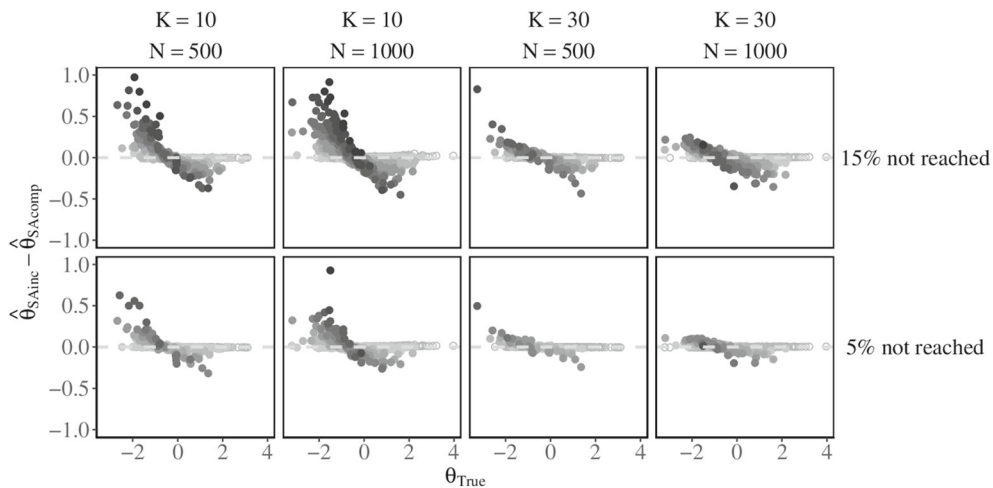 K = 10 K = 10 K = 30 K = 30
N = 500 N = 1000 N = 500 N = 1000
1.0
0.5
0.0
−0.5
−1.0
15% not reached
1.0
0.5
0.0
−0.5
−1.0
5% not reached
θ̂SAinc − θ̂SAcomp
−2 0 2 4 −2 0 2 4 −2 0 2 4 −2 0 2 4
θTrue